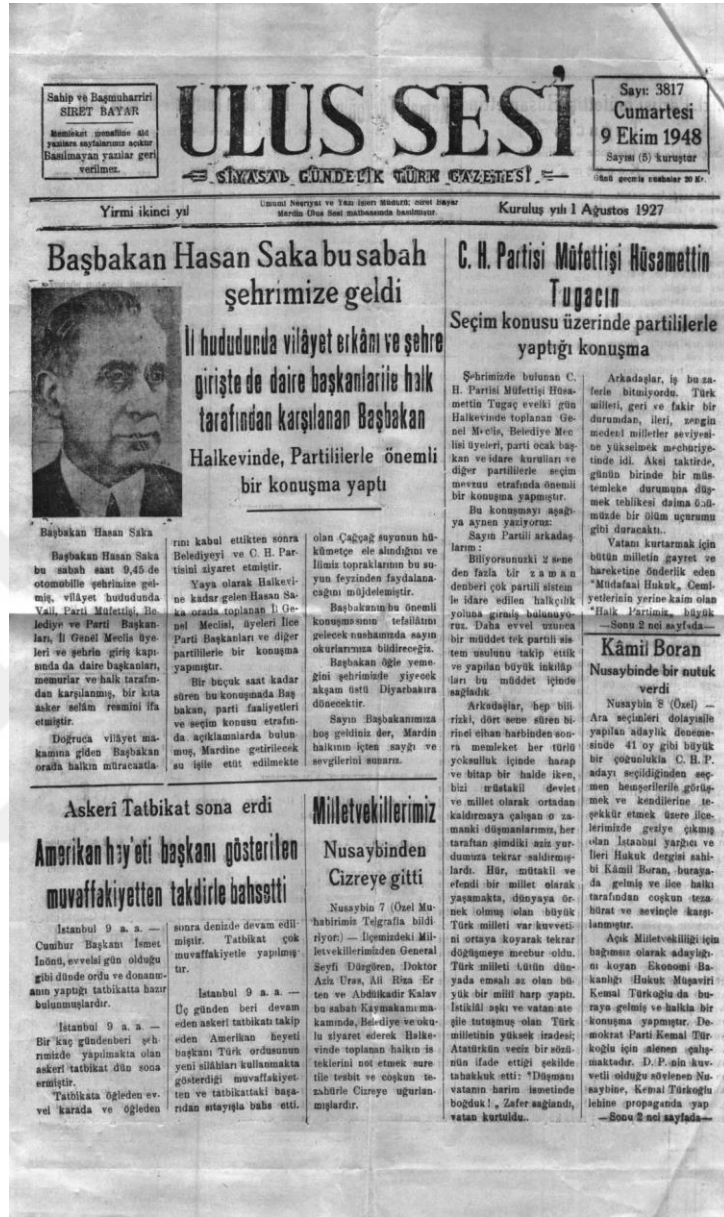 Sahip ve Başmuharriri
SIRET BAYAR
Memleket menafiine aid
yazılara sayfalarımız açıktır
Basılmayan yazılar geri
verilmez.
ULUS SESİ
SİYASAL GÜNDELİK TÜRK GAZETESİ
Sayı: 3817
Cumartesi
9 Ekim 1948
Sayısı (5) kuruştur
Günü geçmiş nushalar 20 Kr.
Yirmi ikinci yıl
Umumî Neşriyat ve Yazı İşleri Müdürü: Siret Bayar
Mardin Ulus Sesi matbaasında basılmıştır.
Kuruluş yılı 1 Ağustos 1927
Başbakan Hasan Saka bu sabah
şehrimize geldi
İl hududunda vilâyet erkânı ve şehre
girişte de daire başkanlariile halk
tarafından karşılanan Başbakan
Halkevinde, Partililerle önemli
bir konuşma yaptı
Başbakan Hasan Saka
Başbakan Hasan Saka
bu sabah saat 9,45 de
otomobille şehrimize gel-
miş, vilâyet hududunda
Vali, Parti Müfettişi, Be-
lediye ve Parti Başkan-
ları, İl Genel Meclis üye-
leri ve şehrin giriş kapı-
sında da daire başkanları,
memurlar ve halk tarafın-
dan karşılanmış, bir kıta
asker selâm resmini ifa
etmiştir.
Doğruca vilâyet ma-
kamına giden Başbakan
orada halkın müracaatla-
rını kabul ettikten sonra
Belediyeyi ve C. H. Par-
tisini ziyaret etmiştir.
Yaya olarak Halkevi-
ne kadar gelen Hasan Sa-
ka orada toplanan İl Ge-
nel Meclisi, üyeleri İlce
Parti Başkanları ve diğer
partililerle bir konuşma
yapmıştır.
Bir buçuk saat kadar
süren bu konuşmada Baş
bakan, parti faaliyetleri
ve seçim konusu etrafın-
da açıklamalarda bulun-
muş, Mardine getirilecek
su işile etüt edilmekte
olan Çağçağ suyunun hü-
kûmetçe ele alındığını ve
İlimiz topraklarının bu su-
yun feyzinden faydalana-
cağını müjdelemiştir.
Başbakanın bu önemli
konuşmasının tefsilâtını
gelecek nushamızda sayın
okurlarımıza bildireceğiz.
Başbakan öğle yeme-
ğini şehrimizde yiyecek
akşam üstü Diyarbakıra
dönecektir.
Sayın Başbakanımıza
hoş geldiniz der, Mardin
halkının içten saygı ve
sevgilerini sunarız.
C. H. Partisi Müfettişi Hüsamettin
Tugacın
Seçim konusu üzerinde partililerle
yaptığı konuşma
Şehrimizde bulunan C.
H. Partisi Müfettişi Hüsa-
mettin Tugaç evelki gün
Halkevinde toplanan Ge-
nel Meclis, Belediye Mec
lisi üyeleri, parti ocak baş-
kan ve idare kurulları ve
diğer partililerle seçim
mevzuu etrafında önemli
bir konuşma yapmıştır.
Bu konuşmayı aşağı-
ya aynen yazıyoruz:
Sayın Partili arkadaş
larım:
Biliyorsunuzki 2 sene
den fazla bir zaman
denberi çok partili sistem
le idare edilen halkçılık
yoluna girmiş bulunuyo-
ruz. Daha evvel uzunca
bir müddet tek partili sis
tem usulunu takip ettik
ve yapılan büyük inkılâp
ları bu müddet içinde
sağladık.
Arkadaşlar, hep bili
rizki, dört sene süren bi-
rinci cihan harbinden son-
ra memleket her türlü
yoksulluk içinde harap
ve bitap bir halde iken,
bizi müstakil devlet
ve millet olarak ortadan
kaldırmaya çalışan o za-
manki düşmanlarımız, her
taraftan şimdiki aziz yur-
dumuza tekrar saldırmış-
lardı. Hür, mütakil ve
efendi bir millet olarak
yaşamakta, dünyaya ör-
nek olmuş olan büyük
Türk milleti var kuvveti-
ni ortaya koyarak tekrar
döğüşmeye mecbur oldu.
Türk milleti bütün dün-
yada emsali az olan bü-
yük bir millî harp yaptı.
İstiklâl aşkı ve vatan ate
şile tutuşmuş olan Türk
milletinin yüksek iradesi;
Atatürkün veciz bir sözü-
nün ifade ettiği şekilde
tahakkuk etti: "Düşmanı
vatanın harim ismetinde
boğduk!„ Zafer sağlandı,
vatan kurtuldu..
Arkadaşlar, iş bu za-
ferle bitmiyordu. Türk
milleti, geri ve fakir bir
durumdan, ileri, zengin
medenî milletler seviyesi-
ne yükselmek mecburiye-
tinde idi. Aksi taktirde,
günün birinde bir müs-
temleke durumuna düş-
mek tehlikesi daima önü-
müzde bir ölüm uçurumu
gibi duracaktı..
Vatanı kurtarmak için
bütün milletin gayret ve
hareketine önderlik eden
"Müdafaai Hukuk„ Cemi-
yetlerinin yerine kaim olan
"Halk Partimiz„ büyük
—Sonu 2 nci sayfada—
Kâmil Boran
Nusaybinde bir nutuk
verdi
Nusaybin 8 (Özel) —
Ara seçimleri dolayısile
yapılan adaylık deneme-
sinde 41 oy gibi büyük
bir çoğunlukla C. H. P.
adayı seçildiğinden seç-
men hemşerilerile görüş-
mek ve kendilerine te-
şekkür etmek üzere ilce-
lerimizde geziye çıkmış
olan İstanbul yargıcı ve
İleri Hukuk dergisi sahi-
bi Kâmil Boran, buraya-
da gelmiş ve ilce halkı
tarafından coşkun teza
hürat ve sevinçle karşı-
lanmıştır.
Açık Milletvekilliği için
bağımsız olarak adaylığı-
nı koyan Ekonomi Ba-
kanlığı Hukuk Müşaviri
Kemal Türkoğlu da bu-
raya gelmiş ve halkla bir
konuşma yapmıştır. De-
mokrat Parti Kemal Tür-
koğlu için alenen çalış-
maktadır. D. P. nin kuv-
vetli olduğu söylenen Nu-
saybine, Kemal Türkoğlu
lehine propaganda yap
—Sonu 2 nci sayfada—
Askerî Tatbikat sona erdi
Amerikan hey'eti başkanı gösterilen
muvaffakiyetten takdirle bahsetti
İstanbul 9 a. a. —
Cumhur Başkanı İsmet
İnönü, evvelsi gün olduğu
gibi dünde ordu ve donanm-
anın yaptığı tatbikatta hazır
bulunmuşlardır.
İstanbul 9 a. a. —
Bir kaç gündenberi şeh-
rimizde yapılmakta olan
askerî tatbikat dün sona
ermiştir.
Tatbikata öğleden ev-
vel karada ve öğleden
sonra denizde devam edil-
miştir. Tatbikat çok
muvaffakiyetle yapılmış-
tır.
İstanbul 9 a. a. —
Üç günden beri devam
eden askerî tatbikatı takip
eden Amerikan heyeti
başkanı Türk ordusunun
yeni silâhları kullanmakta
gösterdiği muvaffakiyet-
ten ve tatbikattaki başa-
rıdan sitayişla bahs etti.
Milletvekillerimiz
Nusaybinden
Cizreye gitti
Nusaybin 7 (Özel Mu-
habirimiz Telgrafla bildi
riyor:) — İlçemizdeki Mil-
letvekillerimizden General
Seyfi Düzgören, Doktor
Aziz Uras, Ali Rıza Er
ten ve Abdülkadir Kalav
bu sabah Kaymakamı ma-
kamında, Belediye ve oku-
lu ziyaret ederek Halke-
vinde toplanan halkın is
teklerini not etmek sure
tile tesbit ve coşkun te-
zahürle Cizreye uğurlan-
mışlardır.